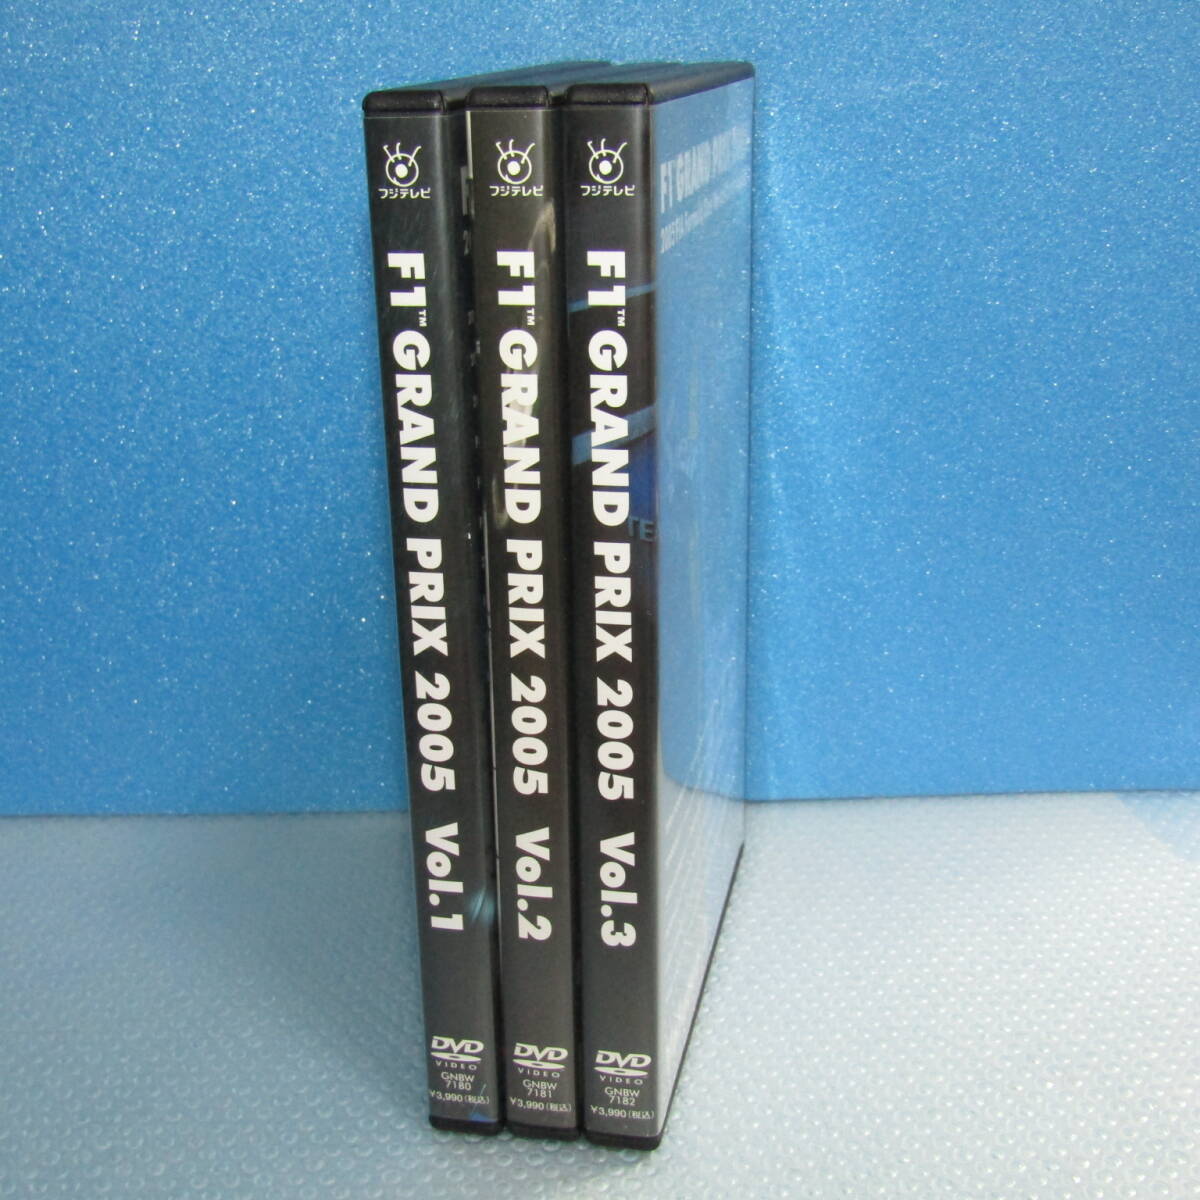 フジテレビ
F1™ GRAND PRIX 2005 Vol.1
DVD
VIDEO
GNBW
7180
¥3,990(税込)
フジテレビ
F1™ GRAND PRIX 2005 Vol.2
DVD
VIDEO
GNBW
7181
¥3,990(税込)
フジテレビ
F1™ GRAND PRIX 2005 Vol.3
DVD
VIDEO
GNBW
7182
¥3,990(税込)
F1 GRAND PRIX